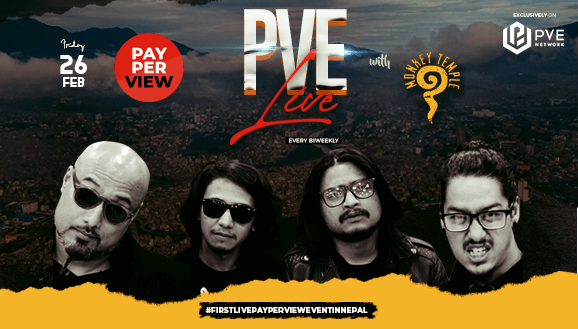 Friday
26
FEB
PAY
PER
VIEW
PVE
Live
EVERY BIWEEKLY
with
MONKEY TEMPLE
EXCLUSIVELY ON
PVE
NETWORK
#FIRSTLIVEPAYPERVIEWEVENTINNEPAL